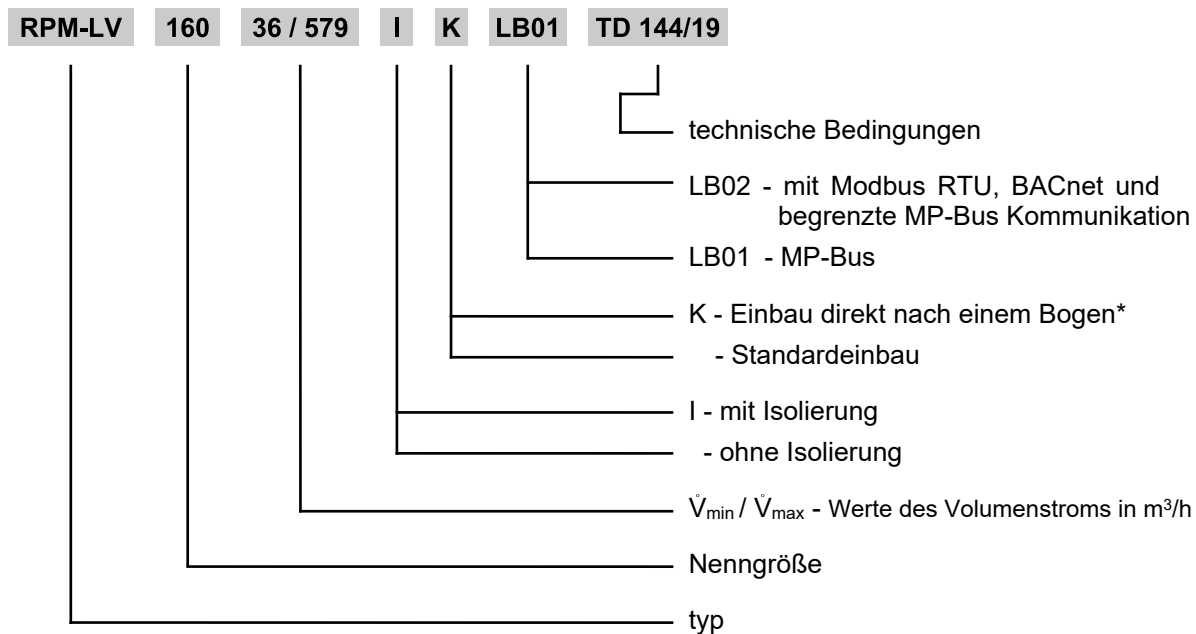 RPM-LV 160 36 / 579 I K LB01 TD 144/19
technische Bedingungen
LB02 - mit Modbus RTU, BACnet und
begrenzte MP-Bus Kommunikation
LB01 - MP-Bus
K - Einbau direkt nach einem Bogen*
- Standardeinbau
I - mit Isolierung
- ohne Isolierung
V̊min / V̊max - Werte des Volumenstroms in m³/h
Nenngröße
typ